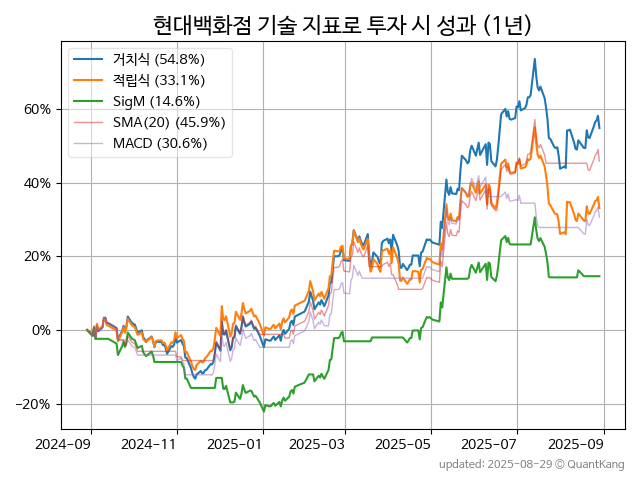 현대백화점 기술 지표로 투자 시 성과 (1년)
거치식 (54.8%)
적립식 (33.1%)
SigM (14.6%)
SMA(20) (45.9%)
MACD (30.6%)
60%
40%
20%
0%
−20%
2024-09 2024-11 2025-01 2025-03 2025-05 2025-07 2025-09
updated: 2025-08-29 © QuantKang